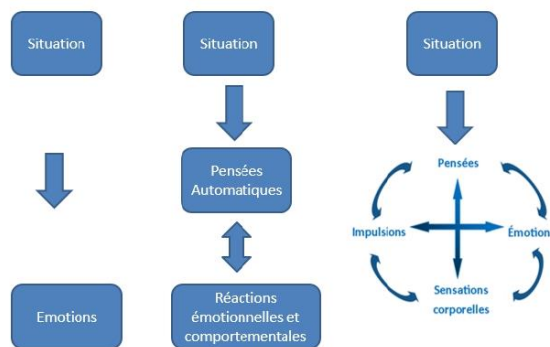 Situation
Situation
Situation
Pensées
Automatiques
Pensées
Impulsions
Émotion
Sensations
corporelles
Emotions
Réactions
émotionnelles et
comportementales